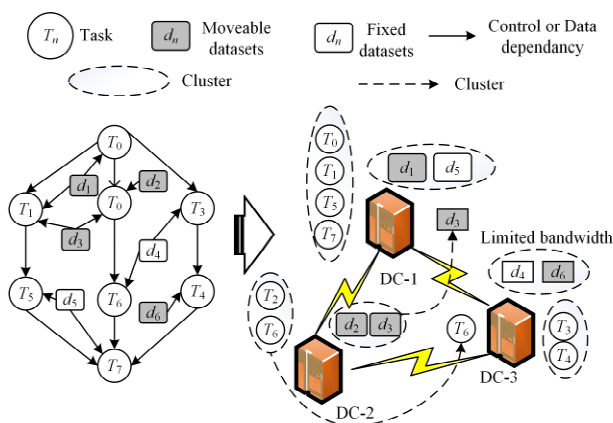 Tn Task
dn Moveable datasets
dn Fixed datasets
Control or Data dependancy
Cluster
Cluster
T0
d1
d2
T1
T0
T3
d3
d4
T5
d5
T6
d6
T4
T7
T0
T1
T5
T7
d1 d5
DC-1
d3
Limited bandwidth
d4 d6
T2
T6
d2 d3
T6
T3
T4
DC-2
DC-3